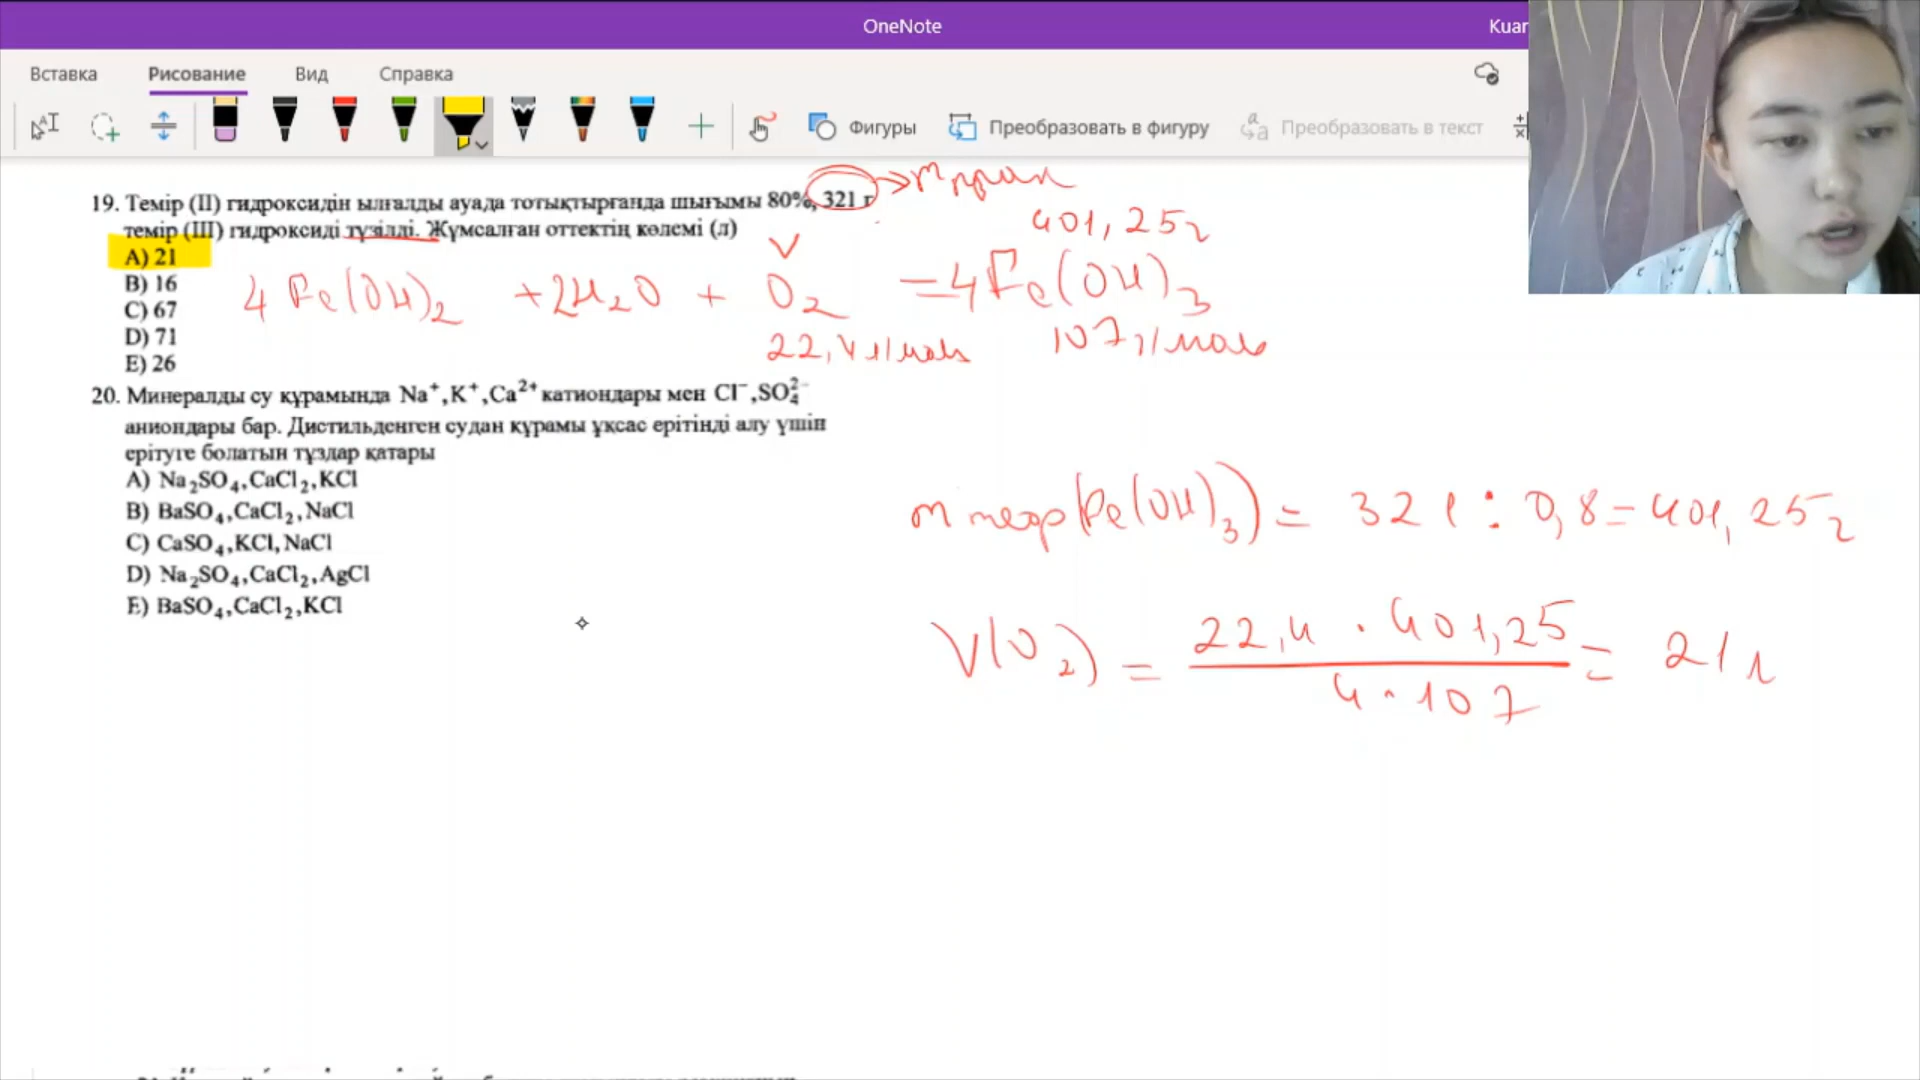 OneNote
Kuan
Вставка Рисование Вид Справка
Фигуры Преобразовать в фигуру Преобразовать в текст
19. Темір (II) гидроксидін ылғалды ауада тотықтырғанда шығымы 80%, 321 г
темір (III) гидроксиді түзілді. Жұмсалған оттектің көлемі (л)
A) 21
B) 16
C) 67
D) 71
E) 26
m прак
401,25г
V
4 Fe(OH)₂ + 2H₂O + O₂ = 4Fe(OH)₃
22,4 л/моль 107 г/моль
20. Минералды су құрамында Na⁺,K⁺,Ca²⁺ катиондары мен Cl⁻,SO₄²⁻
аниондары бар. Дистильденген судан құрамы ұқсас ерітінді алу үшін
ерітуге болатын тұздар қатары
A) Na₂SO₄,CaCl₂,KCl
B) BaSO₄,CaCl₂,NaCl
C) CaSO₄,KCl,NaCl
D) Na₂SO₄,CaCl₂,AgCl
E) BaSO₄,CaCl₂,KCl
m теор(Fe(OH)₃) = 321 : 0,8 = 401,25г
V(O₂) = 22,4 · 401,25 / 4 · 107 = 21 л